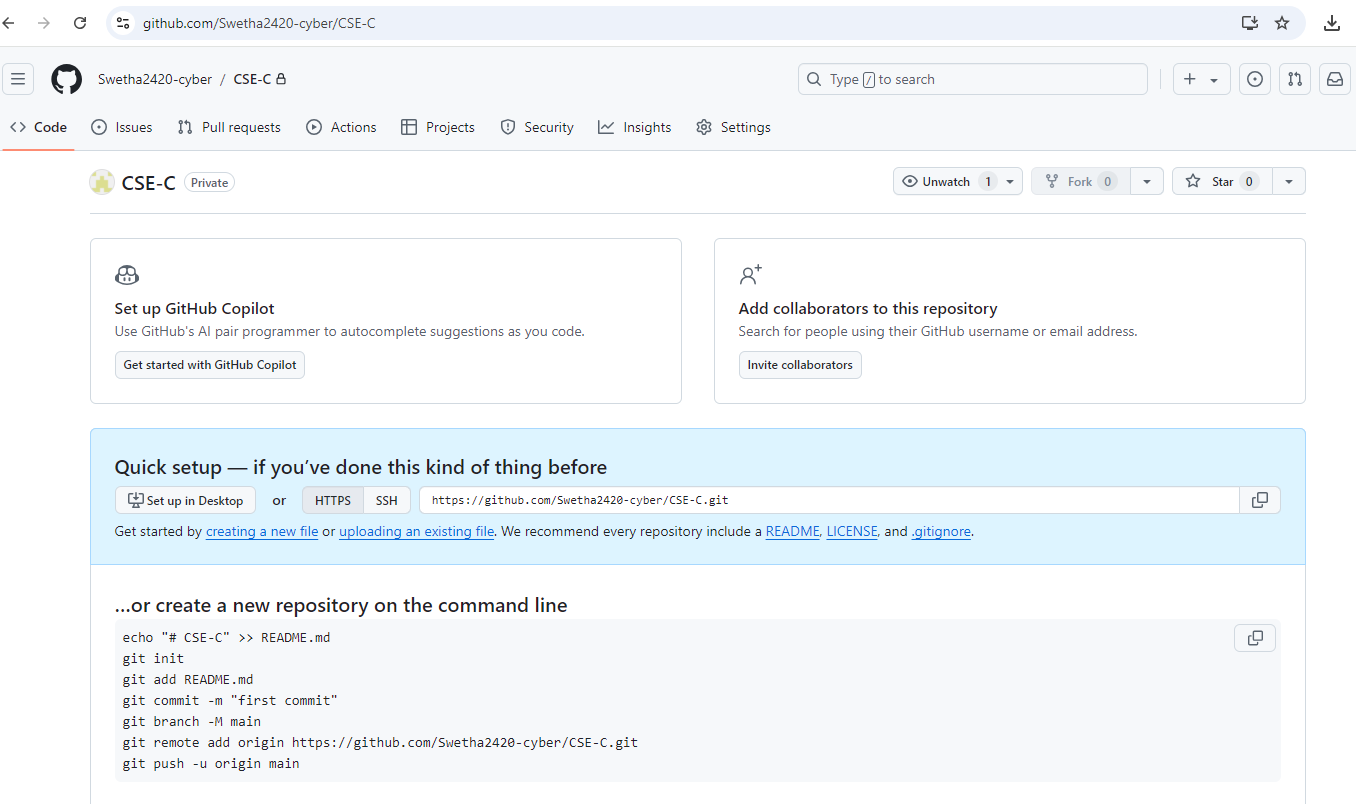 github.com/Swetha2420-cyber/CSE-C
Swetha2420-cyber / CSE-C
Type / to search
Code Issues Pull requests Actions Projects Security Insights Settings
CSE-C Private
Unwatch 1 Fork 0 Star 0
Set up GitHub Copilot
Use GitHub's AI pair programmer to autocomplete suggestions as you code.
Get started with GitHub Copilot
Add collaborators to this repository
Search for people using their GitHub username or email address.
Invite collaborators
Quick setup — if you’ve done this kind of thing before
Set up in Desktop or HTTPS SSH https://github.com/Swetha2420-cyber/CSE-C.git
Get started by creating a new file or uploading an existing file. We recommend every repository include a README, LICENSE, and .gitignore.
…or create a new repository on the command line
echo "# CSE-C" >> README.md
git init
git add README.md
git commit -m "first commit"
git branch -M main
git remote add origin https://github.com/Swetha2420-cyber/CSE-C.git
git push -u origin main